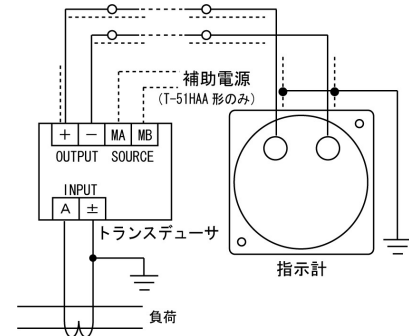 補助電源
(T-51HAA 形のみ)
+ − MA MB
OUTPUT SOURCE
INPUT
A ±
トランスデューサ
指示計
負荷